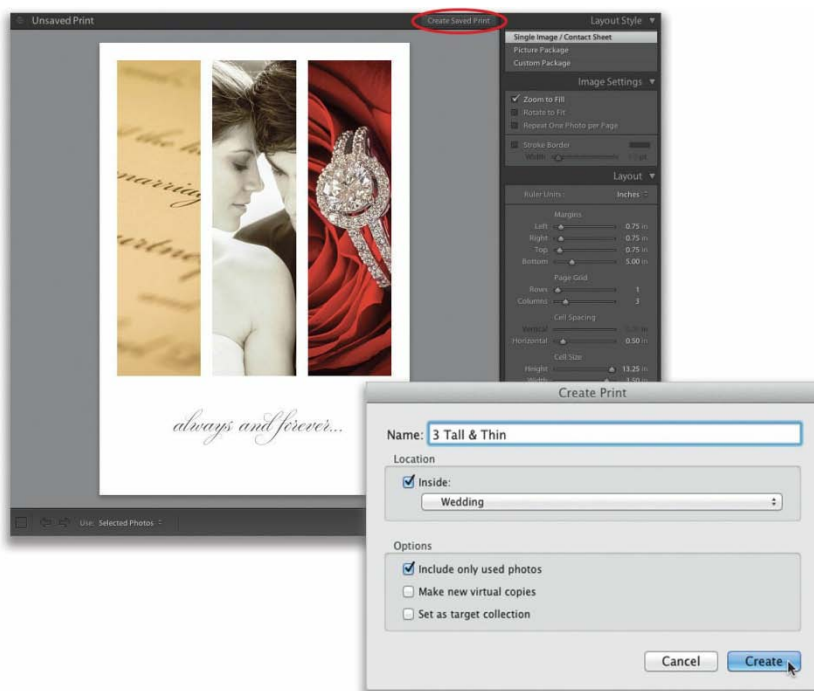 Unsaved Print
Create Saved Print
Layout Style
Single Image / Contact Sheet
Picture Package
Custom Package
Image Settings
Zoom to Fill
Rotate to Fit
Repeat One Photo per Page
Stroke Border
Width
Layout
Ruler Units: Inches
Margins
Left 0.75 in
Right 0.75 in
Top 0.75 in
Bottom 5.00 in
Page Grid
Rows 1
Columns 3
Cell Spacing
Vertical
Horizontal 0.50 in
Cell Size
Height 13.25 in
Width 3.50 in
always and forever...
Use: Selected Photos
Create Print
Name: 3 Tall & Thin
Location
Inside:
Wedding
Options
Include only used photos
Make new virtual copies
Set as target collection
Cancel
Create